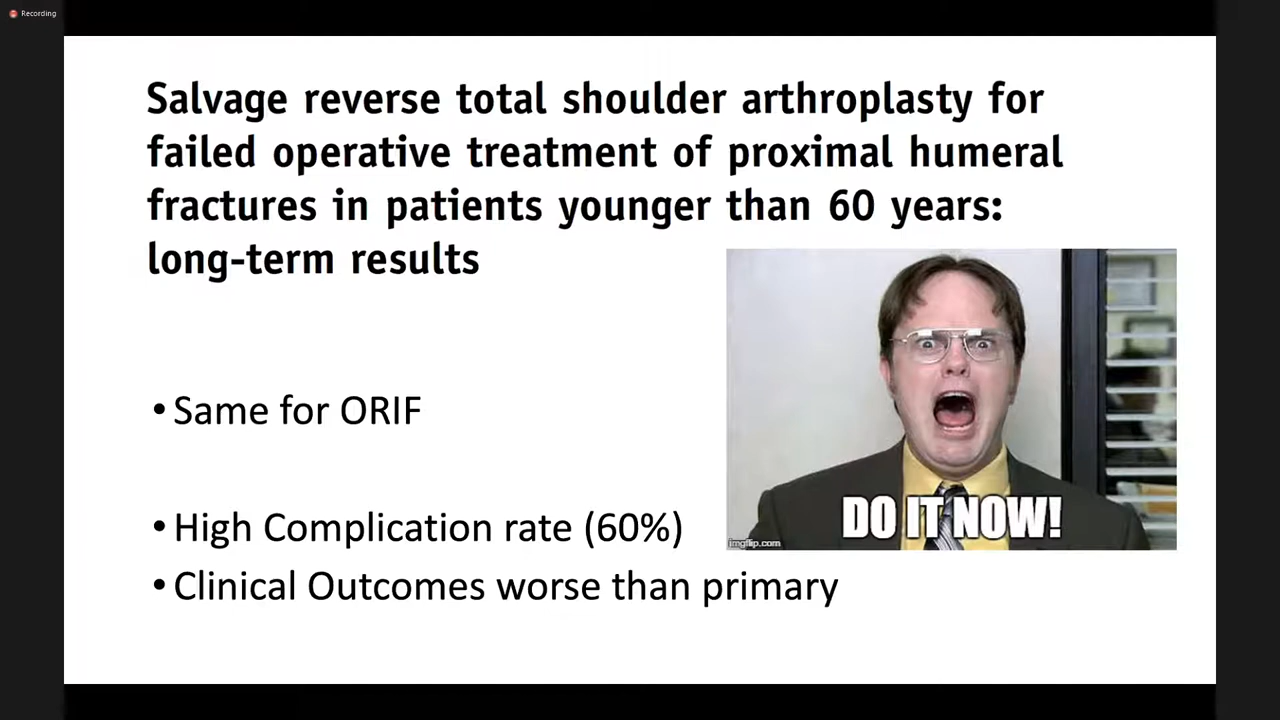 Recording
Salvage reverse total shoulder arthroplasty for
failed operative treatment of proximal humeral
fractures in patients younger than 60 years:
long-term results
• Same for ORIF
DO IT NOW!
imgflip.com
• High Complication rate (60%)
• Clinical Outcomes worse than primary